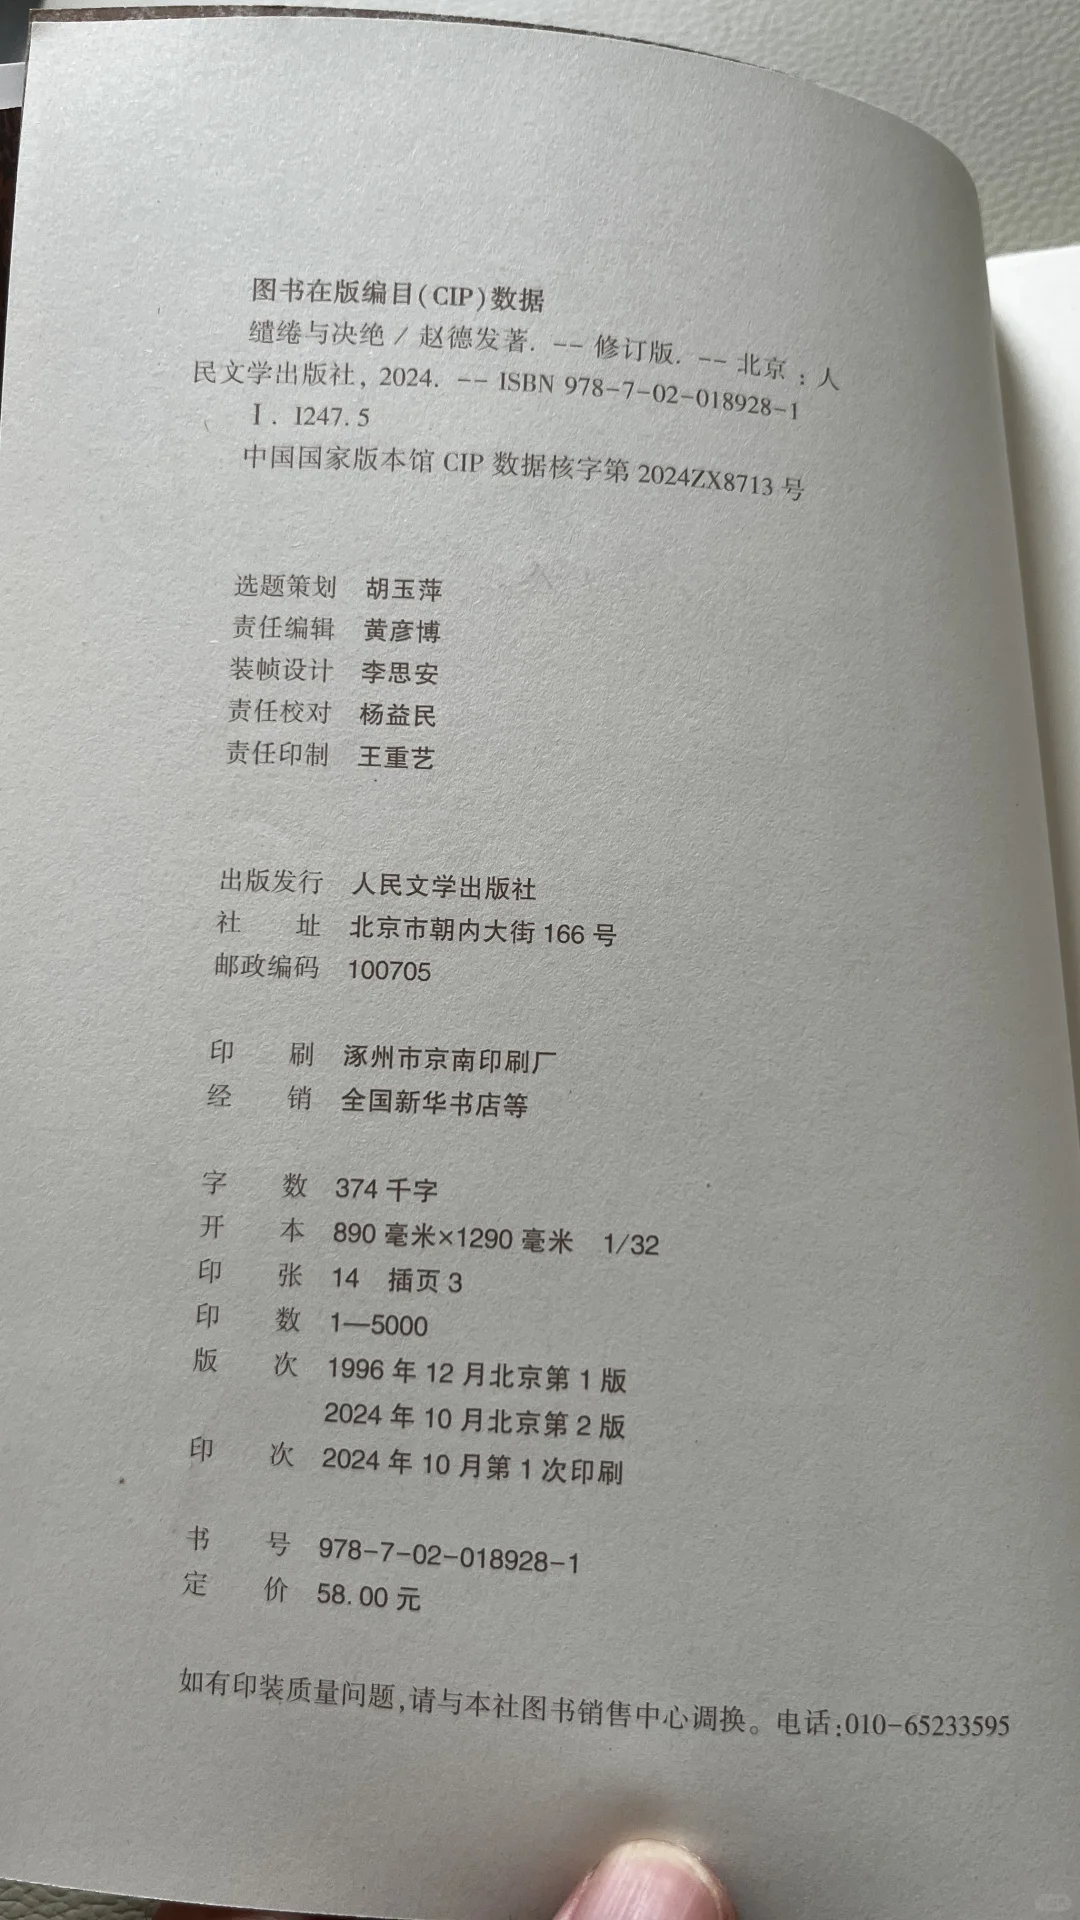 图书在版编目(CIP)数据
缱绻与决绝 / 赵德发著. -- 修订版. -- 北京 : 人
民文学出版社, 2024. -- ISBN 978-7-02-018928-1
Ⅰ. I247.5
中国国家版本馆 CIP 数据核字第 2024ZX8713 号
选题策划 胡玉萍
责任编辑 黄彦博
装帧设计 李思安
责任校对 杨益民
责任印制 王重艺
出版发行 人民文学出版社
社 址 北京市朝内大街 166 号
邮政编码 100705
印 刷 涿州市京南印刷厂
经 销 全国新华书店等
字 数 374 千字
开 本 890 毫米×1290 毫米 1/32
印 张 14 插页 3
印 数 1—5000
版 次 1996 年 12 月北京第 1 版
2024 年 10 月北京第 2 版
印 次 2024 年 10 月第 1 次印刷
书 号 978-7-02-018928-1
定 价 58.00 元
如有印装质量问题,请与本社图书销售中心调换。电话:010-65233595